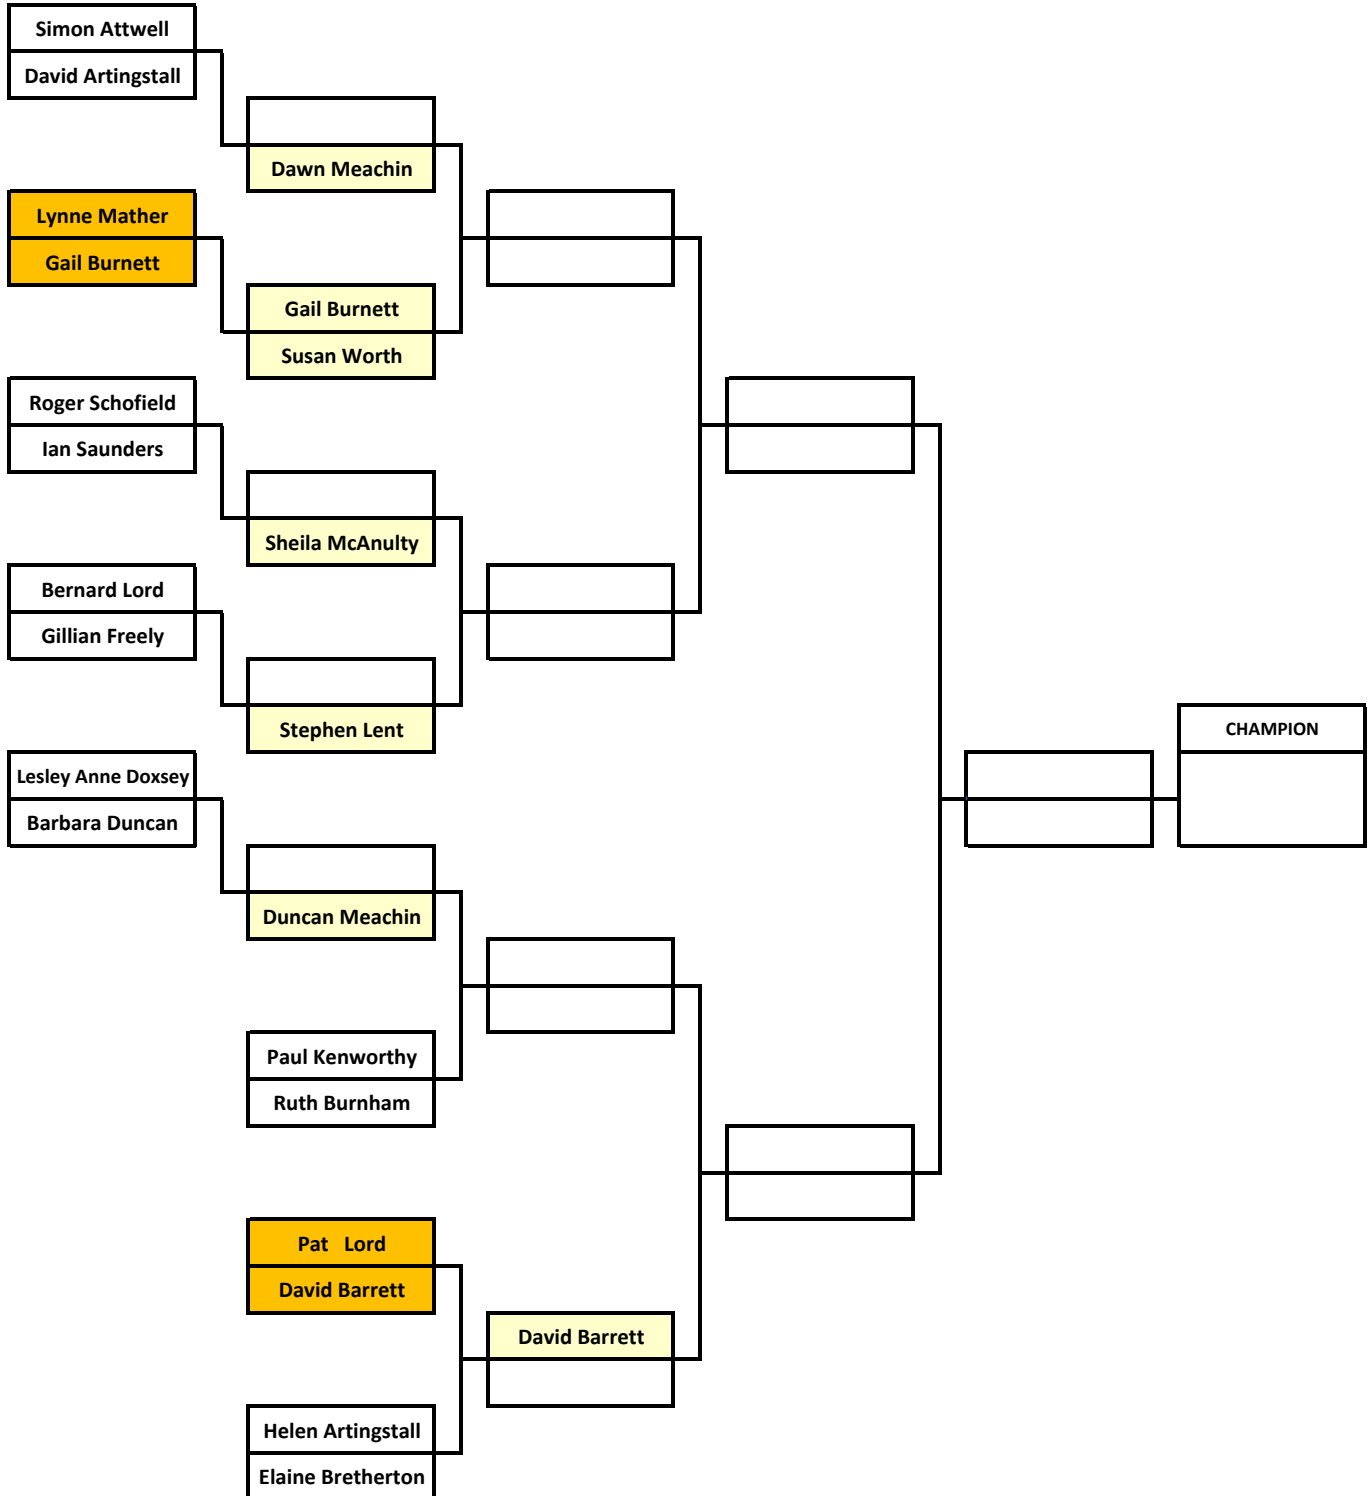 Simon Attwell
David Artingstall
Dawn Meachin
Lynne Mather
Gail Burnett
Gail Burnett
Susan Worth
Roger Schofield
Ian Saunders
Sheila McAnulty
Bernard Lord
Gillian Freely
Stephen Lent
CHAMPION
Lesley Anne Doxsey
Barbara Duncan
Duncan Meachin
Paul Kenworthy
Ruth Burnham
Pat Lord
David Barrett
David Barrett
Helen Artingstall
Elaine Bretherton